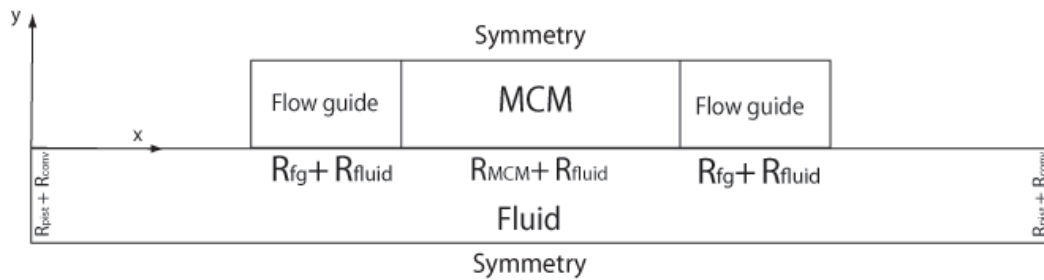 y
Symmetry
Flow guide
MCM
Flow guide
x
Rpist + Rconv
Rfg+ Rfluid
RMCM+ Rfluid
Rfg+ Rfluid
Rpist + Rconv
Fluid
Symmetry